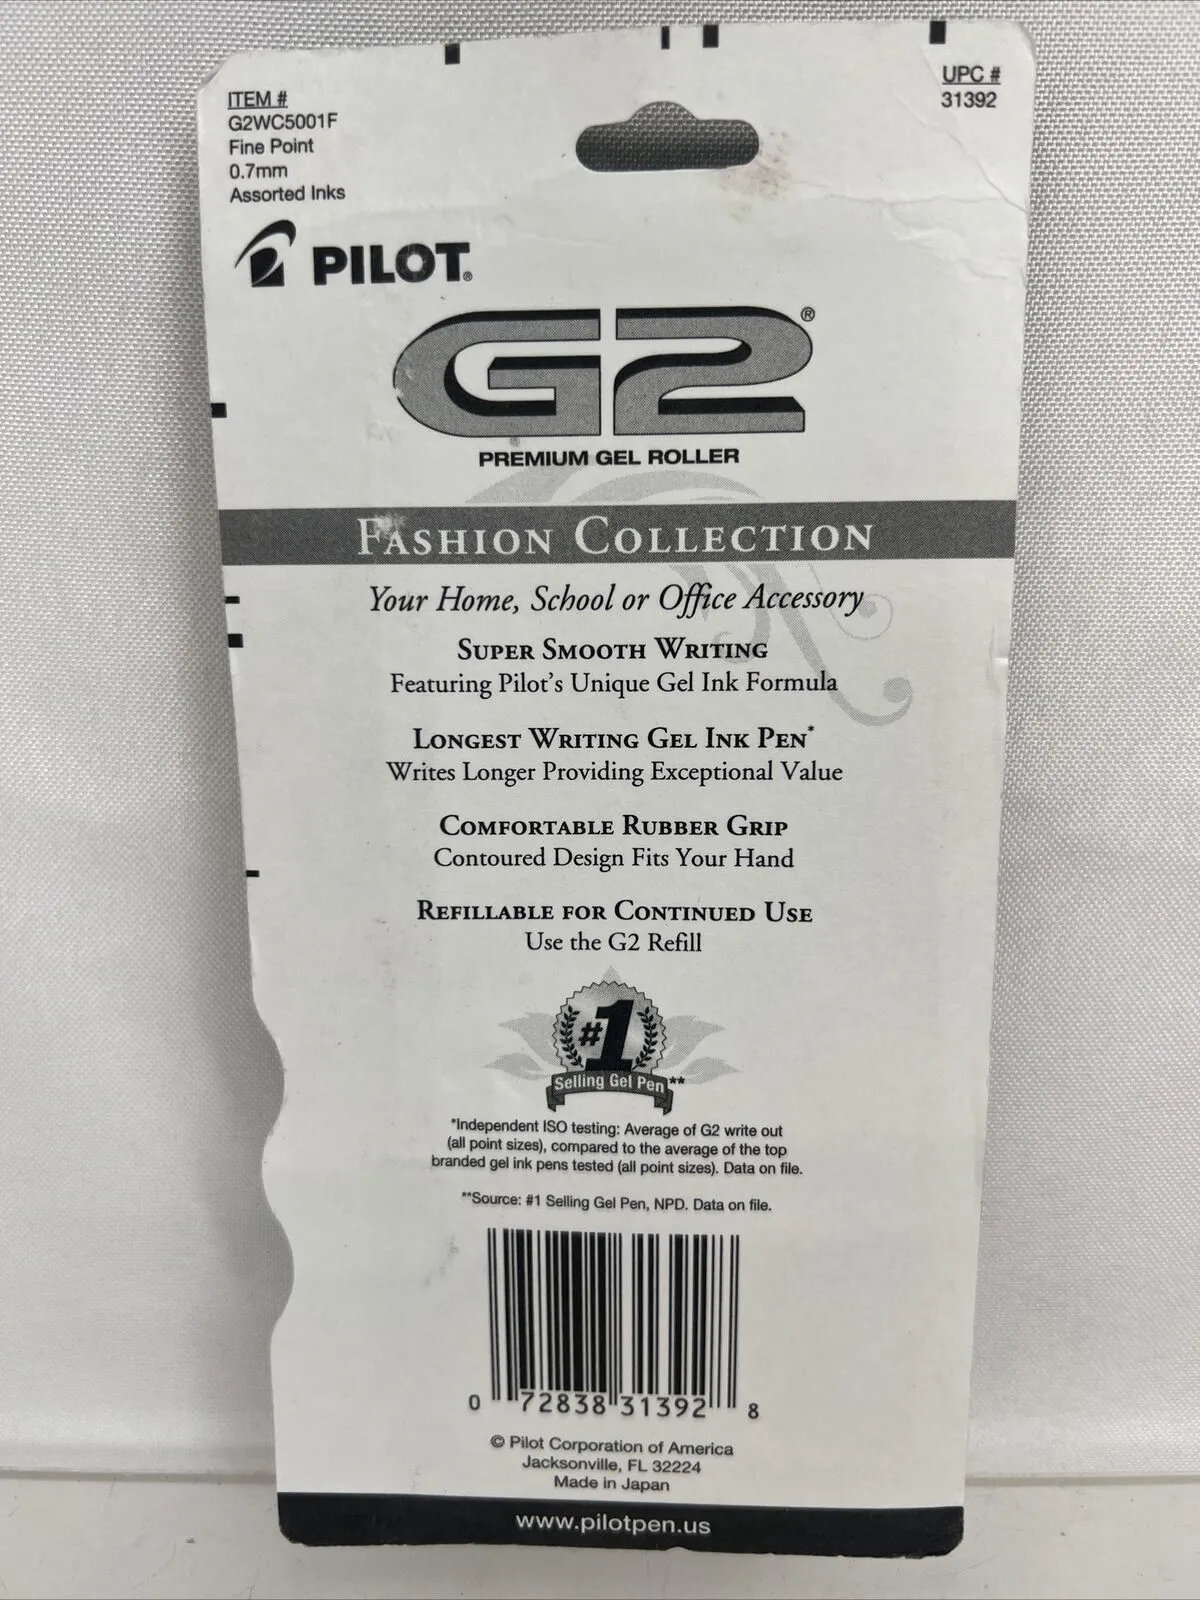 ITEM #
G2WC5001F
Fine Point
0.7mm
Assorted Inks
UPC #
31392
PILOT®
G2®
PREMIUM GEL ROLLER
FASHION COLLECTION
Your Home, School or Office Accessory
SUPER SMOOTH WRITING
Featuring Pilot's Unique Gel Ink Formula
LONGEST WRITING GEL INK PEN*
Writes Longer Providing Exceptional Value
COMFORTABLE RUBBER GRIP
Contoured Design Fits Your Hand
REFILLABLE FOR CONTINUED USE
Use the G2 Refill
#1
Selling Gel Pen**
*Independent ISO testing: Average of G2 write out
(all point sizes), compared to the average of the top
branded gel ink pens tested (all point sizes). Data on file.
**Source: #1 Selling Gel Pen, NPD. Data on file.
0 72838 31392 8
© Pilot Corporation of America
Jacksonville, FL 32224
Made in Japan
www.pilotpen.us